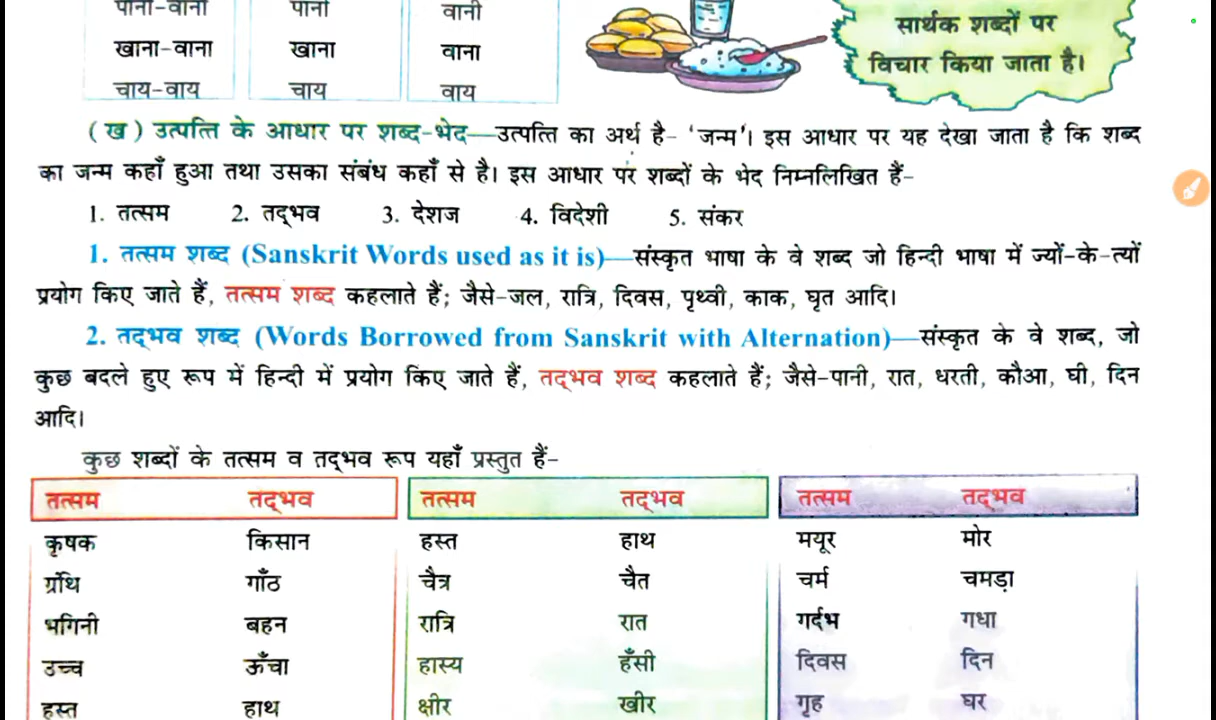 पानी-वानी पानी वानी
खाना-वाना खाना वाना
चाय-वाय चाय वाय
सार्थक शब्दों पर
विचार किया जाता है।
(ख) उत्पत्ति के आधार पर शब्द-भेद—उत्पत्ति का अर्थ है- 'जन्म'। इस आधार पर यह देखा जाता है कि शब्द
का जन्म कहाँ हुआ तथा उसका संबंध कहाँ से है। इस आधार पर शब्दों के भेद निम्नलिखित हैं-
1. तत्सम 2. तद्भव 3. देशज 4. विदेशी 5. संकर
1. तत्सम शब्द (Sanskrit Words used as it is)—संस्कृत भाषा के वे शब्द जो हिन्दी भाषा में ज्यों-के-त्यों
प्रयोग किए जाते हैं, तत्सम शब्द कहलाते हैं; जैसे-जल, रात्रि, दिवस, पृथ्वी, काक, घृत आदि।
2. तद्भव शब्द (Words Borrowed from Sanskrit with Alternation)—संस्कृत के वे शब्द, जो
कुछ बदले हुए रूप में हिन्दी में प्रयोग किए जाते हैं, तद्भव शब्द कहलाते हैं; जैसे-पानी, रात, धरती, कौआ, घी, दिन
आदि।
कुछ शब्दों के तत्सम व तद्भव रूप यहाँ प्रस्तुत हैं-
तत्सम तद्भव तत्सम तद्भव तत्सम तद्भव
कृषक किसान हस्त हाथ मयूर मोर
ग्रंथि गाँठ चैत्र चैत चर्म चमड़ा
भगिनी बहन रात्रि रात गर्दभ गधा
उच्च ऊँचा हास्य हँसी दिवस दिन
हस्त हाथ क्षीर खीर गृह घर